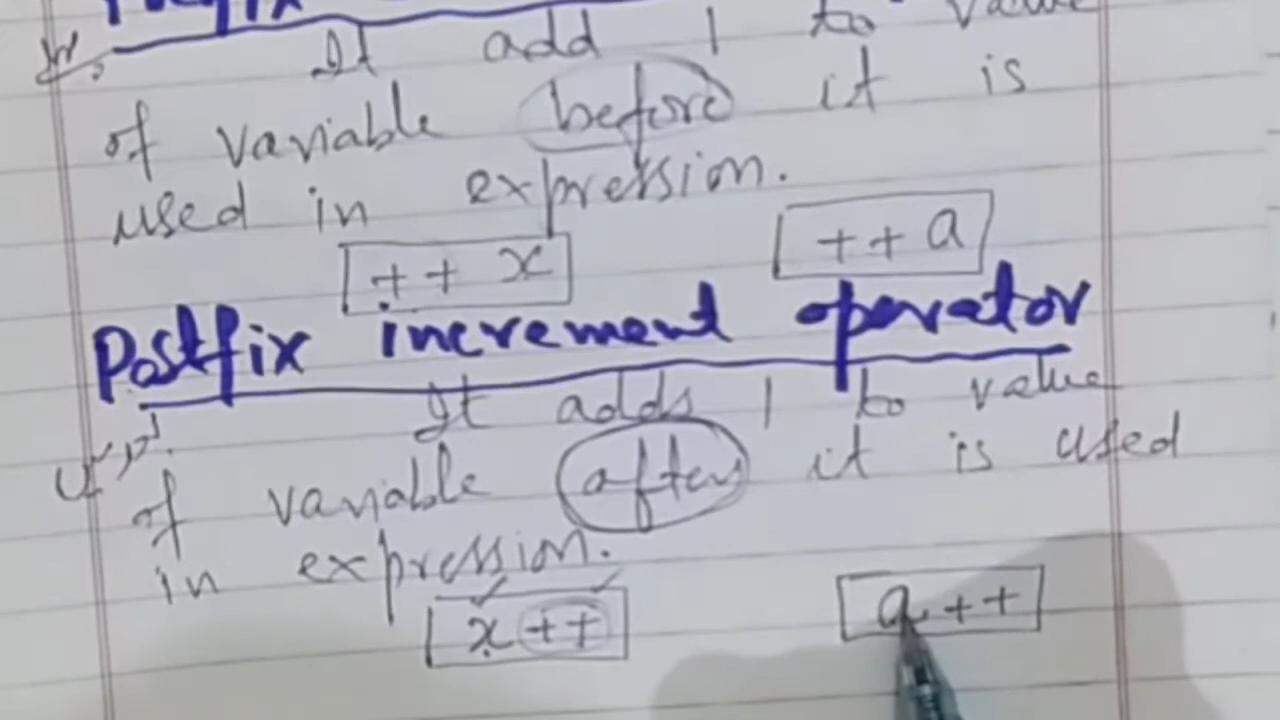 It add 1 to value
of variable before it is
used in expression.
++ x ++ a
Postfix increment operator
It adds 1 to value
of variable after it is used
in expression.
x++ a++